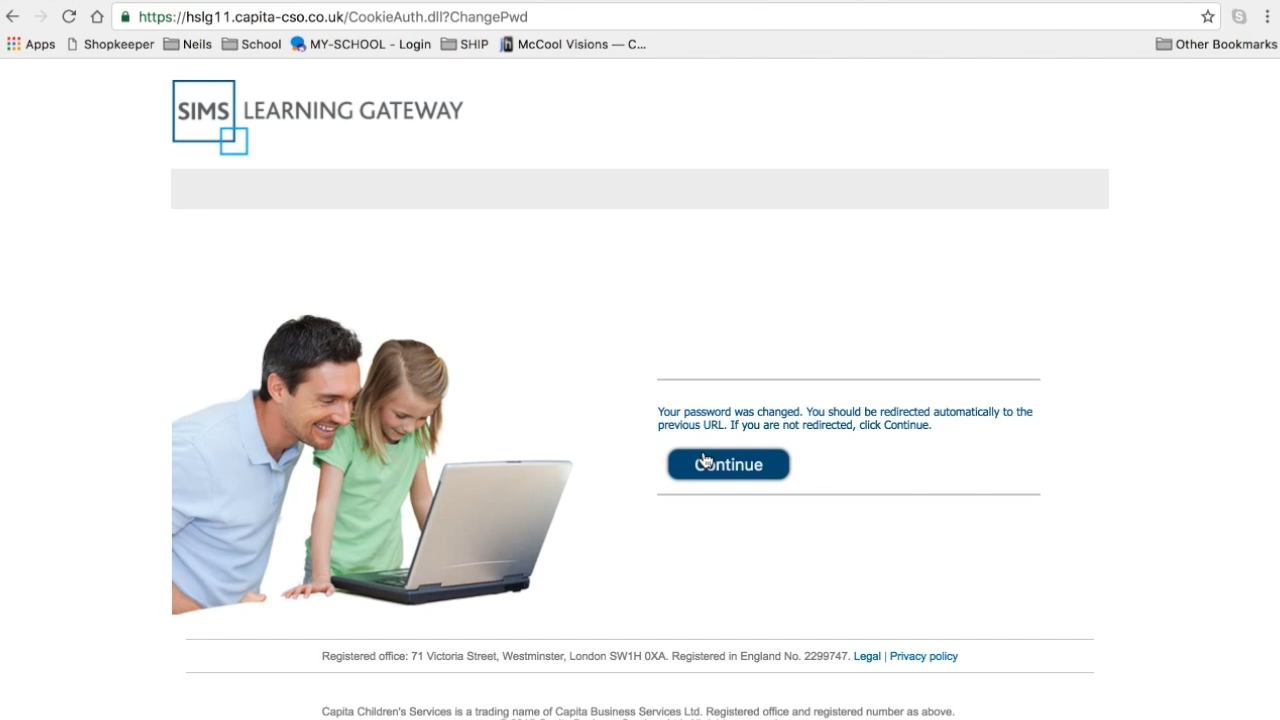 https://hslg11.capita-cso.co.uk/CookieAuth.dll?ChangePwd
Apps Shopkeeper Neils School MY-SCHOOL - Login SHIP McCool Visions — C... Other Bookmarks
SIMS LEARNING GATEWAY
Your password was changed. You should be redirected automatically to the
previous URL. If you are not redirected, click Continue.
Continue
Registered office: 71 Victoria Street, Westminster, London SW1H 0XA. Registered in England No. 2299747. Legal | Privacy policy
Capita Children's Services is a trading name of Capita Business Services Ltd. Registered office and registered number as above.